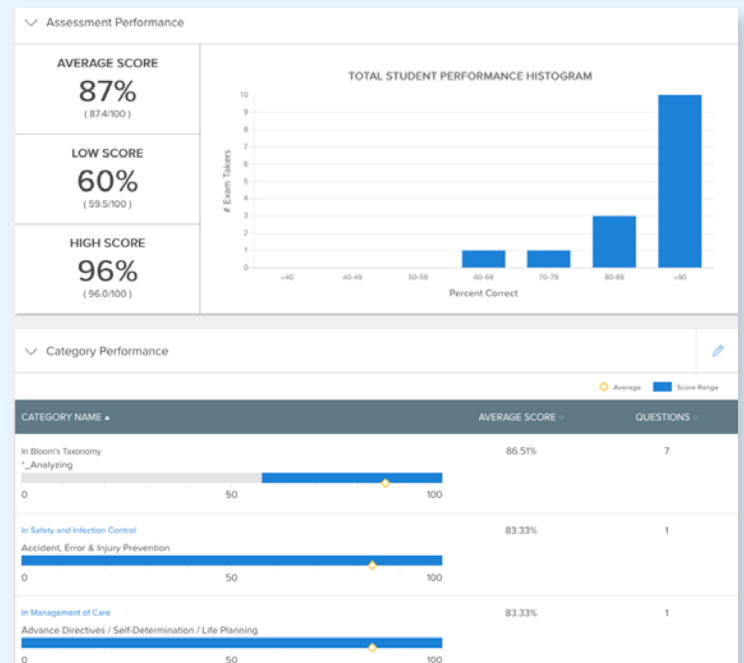 Assessment Performance
AVERAGE SCORE
87%
( 87.4/100 )
LOW SCORE
60%
( 59.5/100 )
HIGH SCORE
96%
( 96.0/100 )
TOTAL STUDENT PERFORMANCE HISTOGRAM
# Exam Takers
10
9
8
7
6
5
4
3
2
1
0
<40 40-49 50-59 60-69 70-79 80-89 >90
Percent Correct
Category Performance
Average Score Range
CATEGORY NAME AVERAGE SCORE QUESTIONS
In Bloom's Taxonomy 86.51% 7
*_Analyzing
0 50 100
In Safety and Infection Control 83.33% 1
Accident, Error & Injury Prevention
0 50 100
In Management of Care 83.33% 1
Advance Directives / Self-Determination / Life Planning
0 50 100